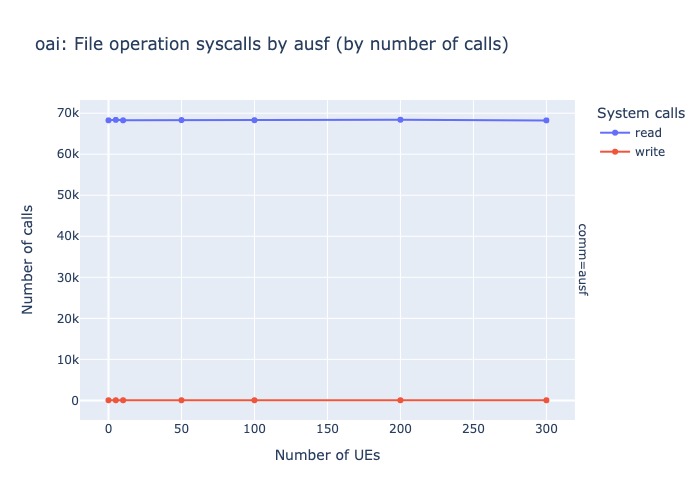 oai: File operation syscalls by ausf (by number of calls)
System calls
read
write
70k
60k
50k
40k
30k
20k
10k
0
Number of calls
comm=ausf
0 50 100 150 200 250 300
Number of UEs